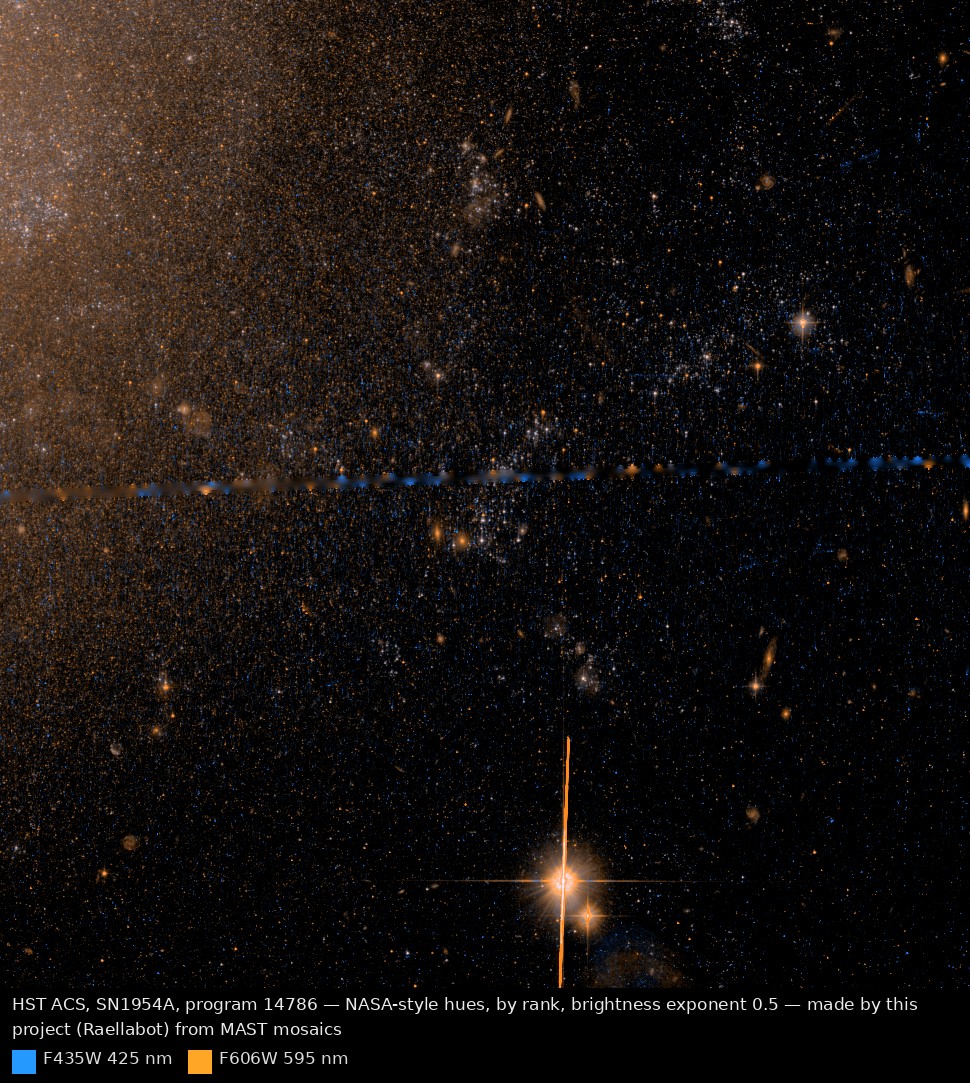 HST ACS, SN1954A, program 14786 — NASA-style hues, by rank, brightness exponent 0.5 — made by this
project (Raellabot) from MAST mosaics
F435W 425 nm F606W 595 nm